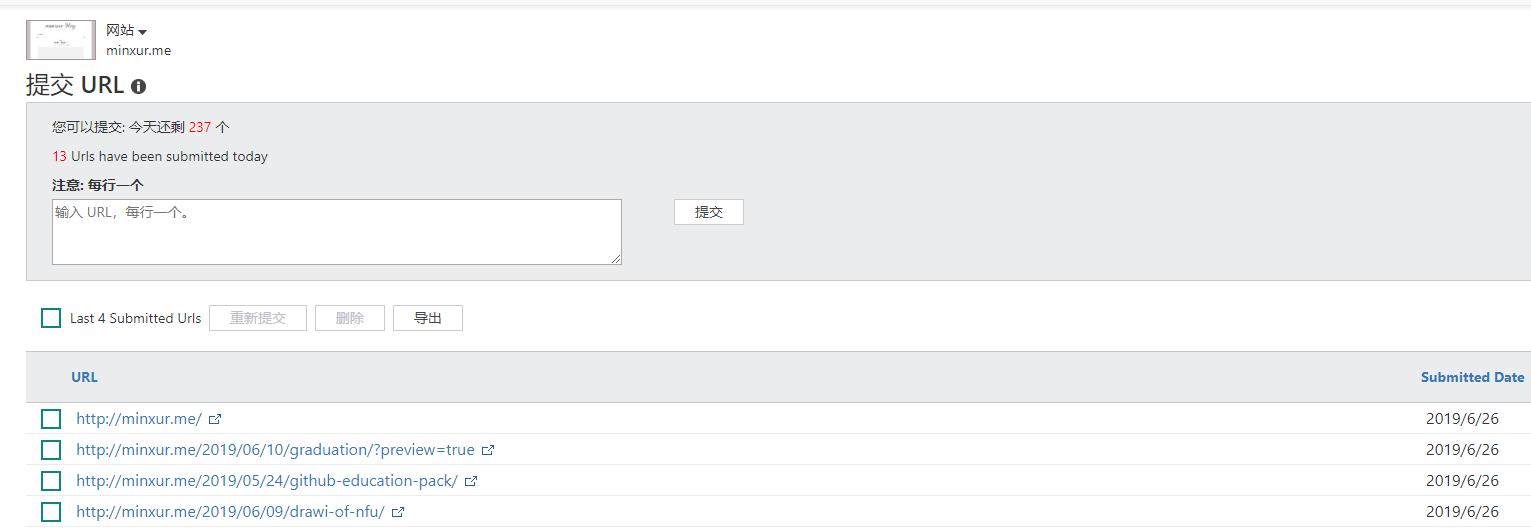 网站
minxur.me
提交 URL
您可以提交: 今天还剩 237 个
13 Urls have been submitted today
注意: 每行一个
输入 URL，每行一个。
提交
Last 4 Submitted Urls 重新提交 删除 导出
URL Submitted Date
http://minxur.me/ 2019/6/26
http://minxur.me/2019/06/10/graduation/?preview=true 2019/6/26
http://minxur.me/2019/05/24/github-education-pack/ 2019/6/26
http://minxur.me/2019/06/09/drawi-of-nfu/ 2019/6/26